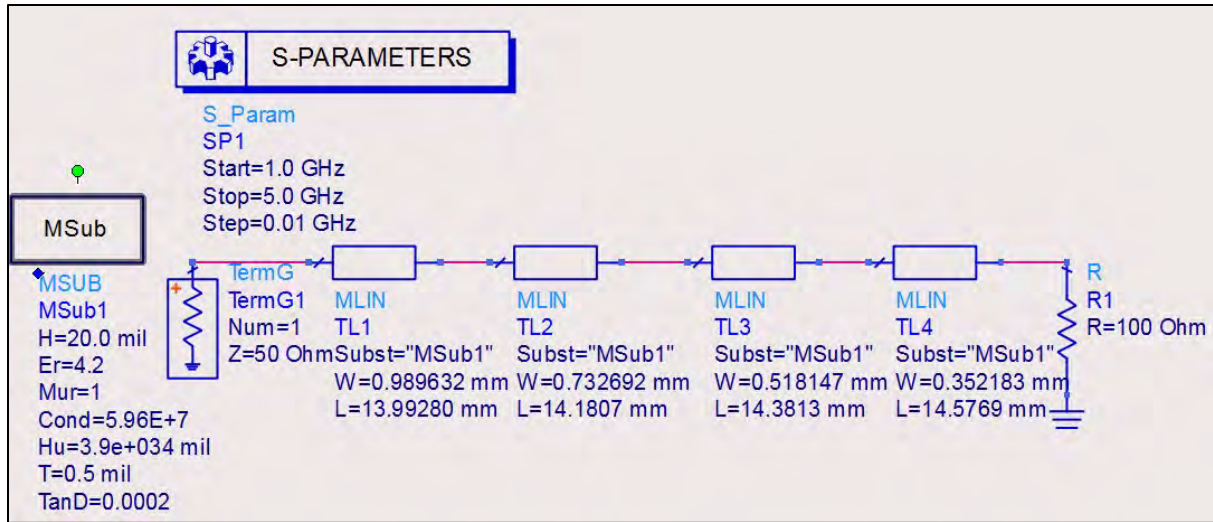 S-PARAMETERS
S_Param
SP1
Start=1.0 GHz
Stop=5.0 GHz
Step=0.01 GHz
MSub
MSUB
MSub1
H=20.0 mil
Er=4.2
Mur=1
Cond=5.96E+7
Hu=3.9e+034 mil
T=0.5 mil
TanD=0.0002
+
TermG
TermG1
Num=1
Z=50 Ohm
MLIN
TL1
Subst="MSub1"
W=0.989632 mm
L=13.99280 mm
MLIN
TL2
Subst="MSub1"
W=0.732692 mm
L=14.1807 mm
MLIN
TL3
Subst="MSub1"
W=0.518147 mm
L=14.3813 mm
MLIN
TL4
Subst="MSub1"
W=0.352183 mm
L=14.5769 mm
R
R1
R=100 Ohm